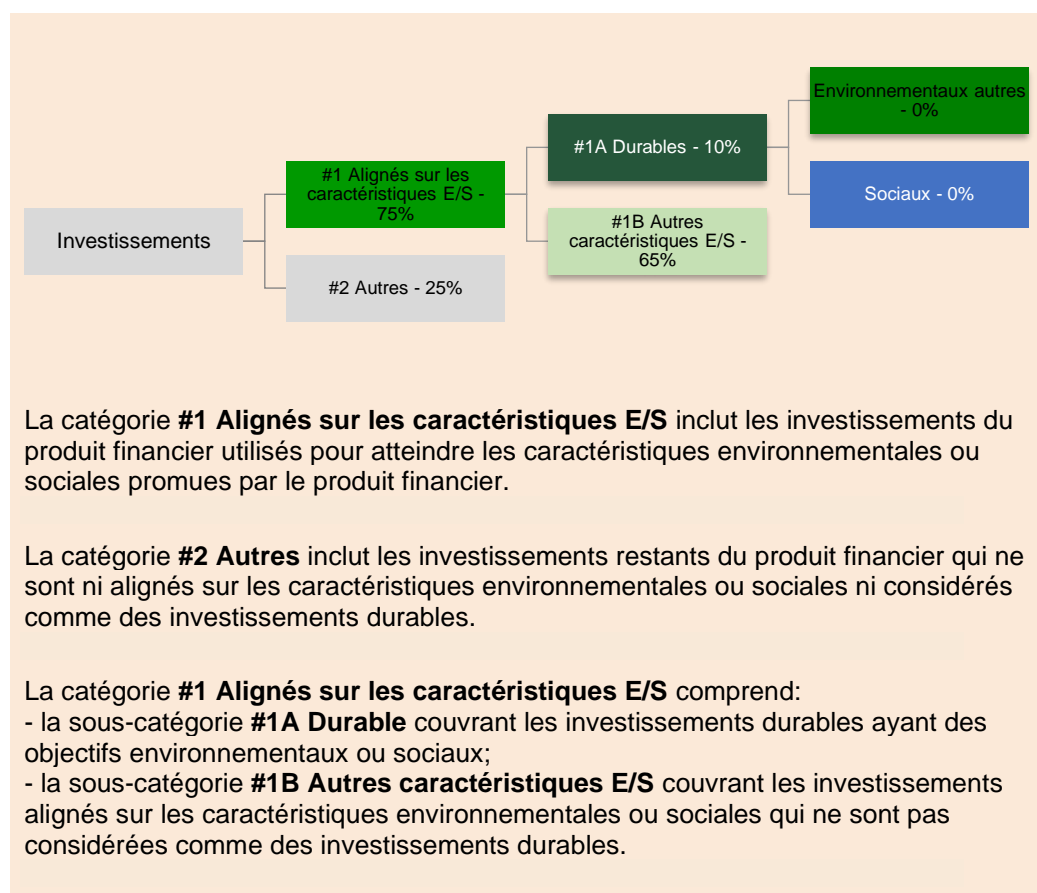 Environnementaux autres
- 0%
#1A Durables - 10%
#1 Alignés sur les
caractéristiques E/S -
75%
Sociaux - 0%
Investissements
#1B Autres
caractéristiques E/S -
65%
#2 Autres - 25%
La catégorie #1 Alignés sur les caractéristiques E/S inclut les investissements du
produit financier utilisés pour atteindre les caractéristiques environnementales ou
sociales promues par le produit financier.
La catégorie #2 Autres inclut les investissements restants du produit financier qui ne
sont ni alignés sur les caractéristiques environnementales ou sociales ni considérés
comme des investissements durables.
La catégorie #1 Alignés sur les caractéristiques E/S comprend:
- la sous-catégorie #1A Durable couvrant les investissements durables ayant des
objectifs environnementaux ou sociaux;
- la sous-catégorie #1B Autres caractéristiques E/S couvrant les investissements
alignés sur les caractéristiques environnementales ou sociales qui ne sont pas
considérées comme des investissements durables.